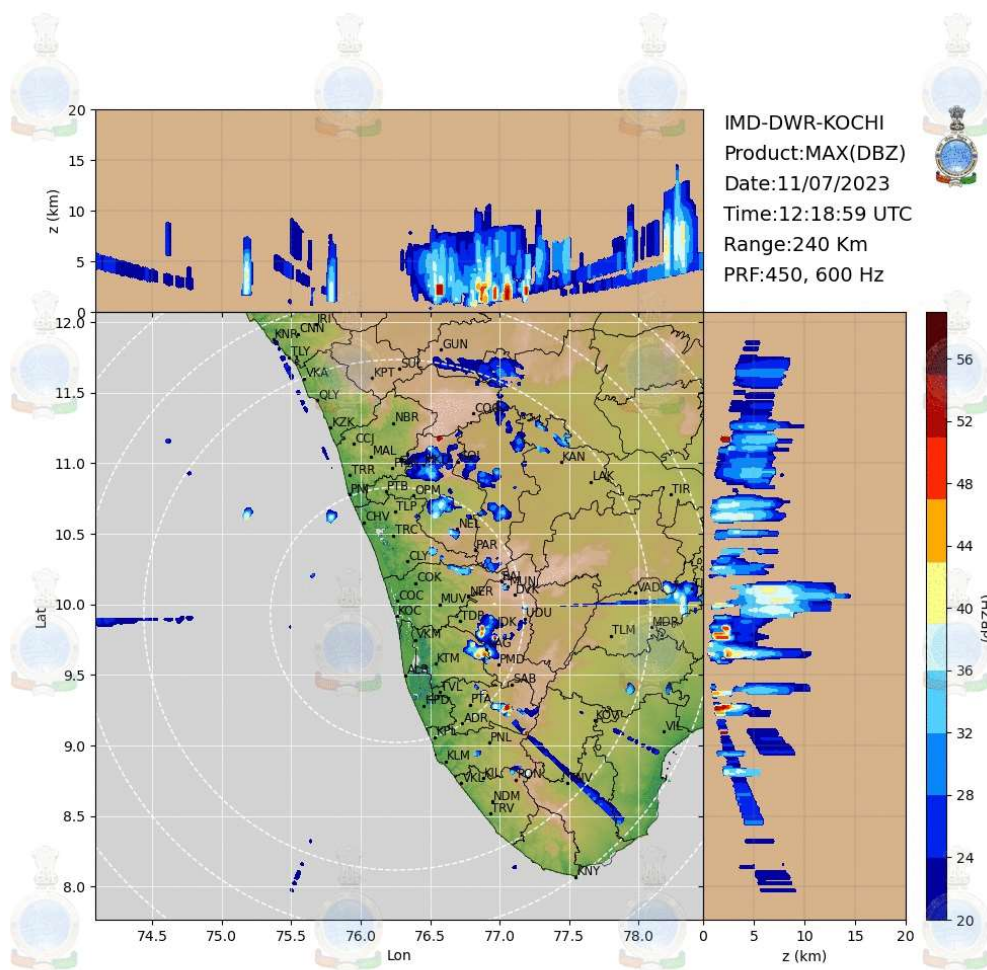 IMD-DWR-KOCHI
Product:MAX(DBZ)
Date:11/07/2023
Time:12:18:59 UTC
Range:240 Km
PRF:450, 600 Hz
20
15
10
5
0
z (km)
12.0
11.5
11.0
10.5
10.0
9.5
9.0
8.5
8.0
Lat
IRI
CNN
KNR
TLY
VKA
QLY
KZK
CCJ
MAL
TRR
PNI
PTB
CHV
TLP
TRC
OPM
NBR
KPT
SUL
GUN
COO
KAN
LAK
TIR
NEL
PAR
CLY
COK
COC
KOC
MUV
NER
TDP
MUN
DVK
UDU
VAD
MDR
TLM
IDK
VKM
KTM
ALP
PMD
SAB
TVL
HPD
PTA
ADR
KOV
VIL
KPL
PNL
KLM
VKL
KIL
PON
NDM
TRV
KNY
74.5
75.0
75.5
76.0
76.5
77.0
77.5
78.0
Lon
0
5
10
15
20
z (km)
56
52
48
44
40
36
32
28
24
20
(dBZ)